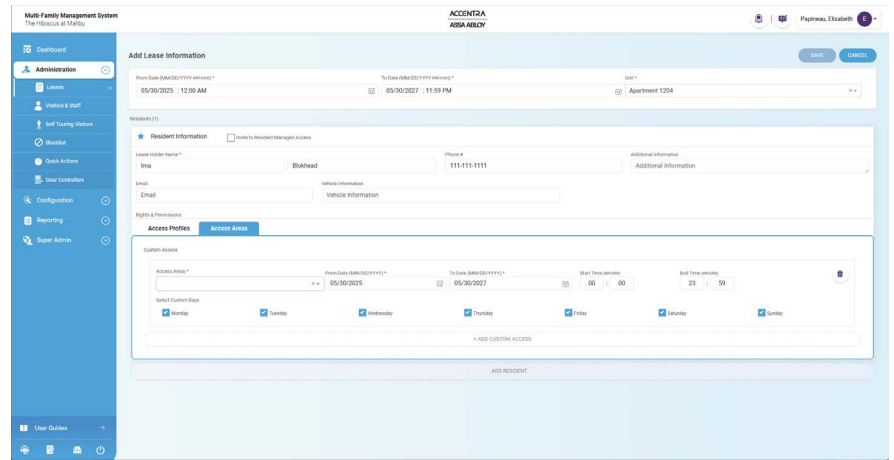 Multi-Family Management System
The Hibiscus at Malibu
ACCENTRA
ASSA ABLOY
Papineau, Elizabeth E
Dashboard
Administration
Leases
Visitors & Staff
Self Touring Visitors
Blocklist
Quick Actions
Door Controllers
Configuration
Reporting
Super Admin
User Guides
Add Lease Information
SAVE CANCEL
From Date (MM/DD/YYYY HH:mm) * To Date (MM/DD/YYYY HH:mm) * Unit *
05/30/2025 : 12:00 AM 05/30/2027 : 11:59 PM Apartment 1204
Residents (1)
Resident Information Invite to Resident Managed Access
Lease Holder Name * Phone # Additional Information
Ima Blokhead 111-111-1111 Additional Information
Email Vehicle Information
Email Vehicle Information
Rights & Permissions
Access Profiles Access Areas
Custom Access
Access Areas * From Date (MM/DD/YYYY) * To Date (MM/DD/YYYY) * Start Time (HH:MM) End Time (HH:MM)
05/30/2025 05/30/2027 00 : 00 23 : 59
Select Custom Days
Monday Tuesday Wednesday Thursday Friday Saturday Sunday
+ ADD CUSTOM ACCESS
ADD RESIDENT